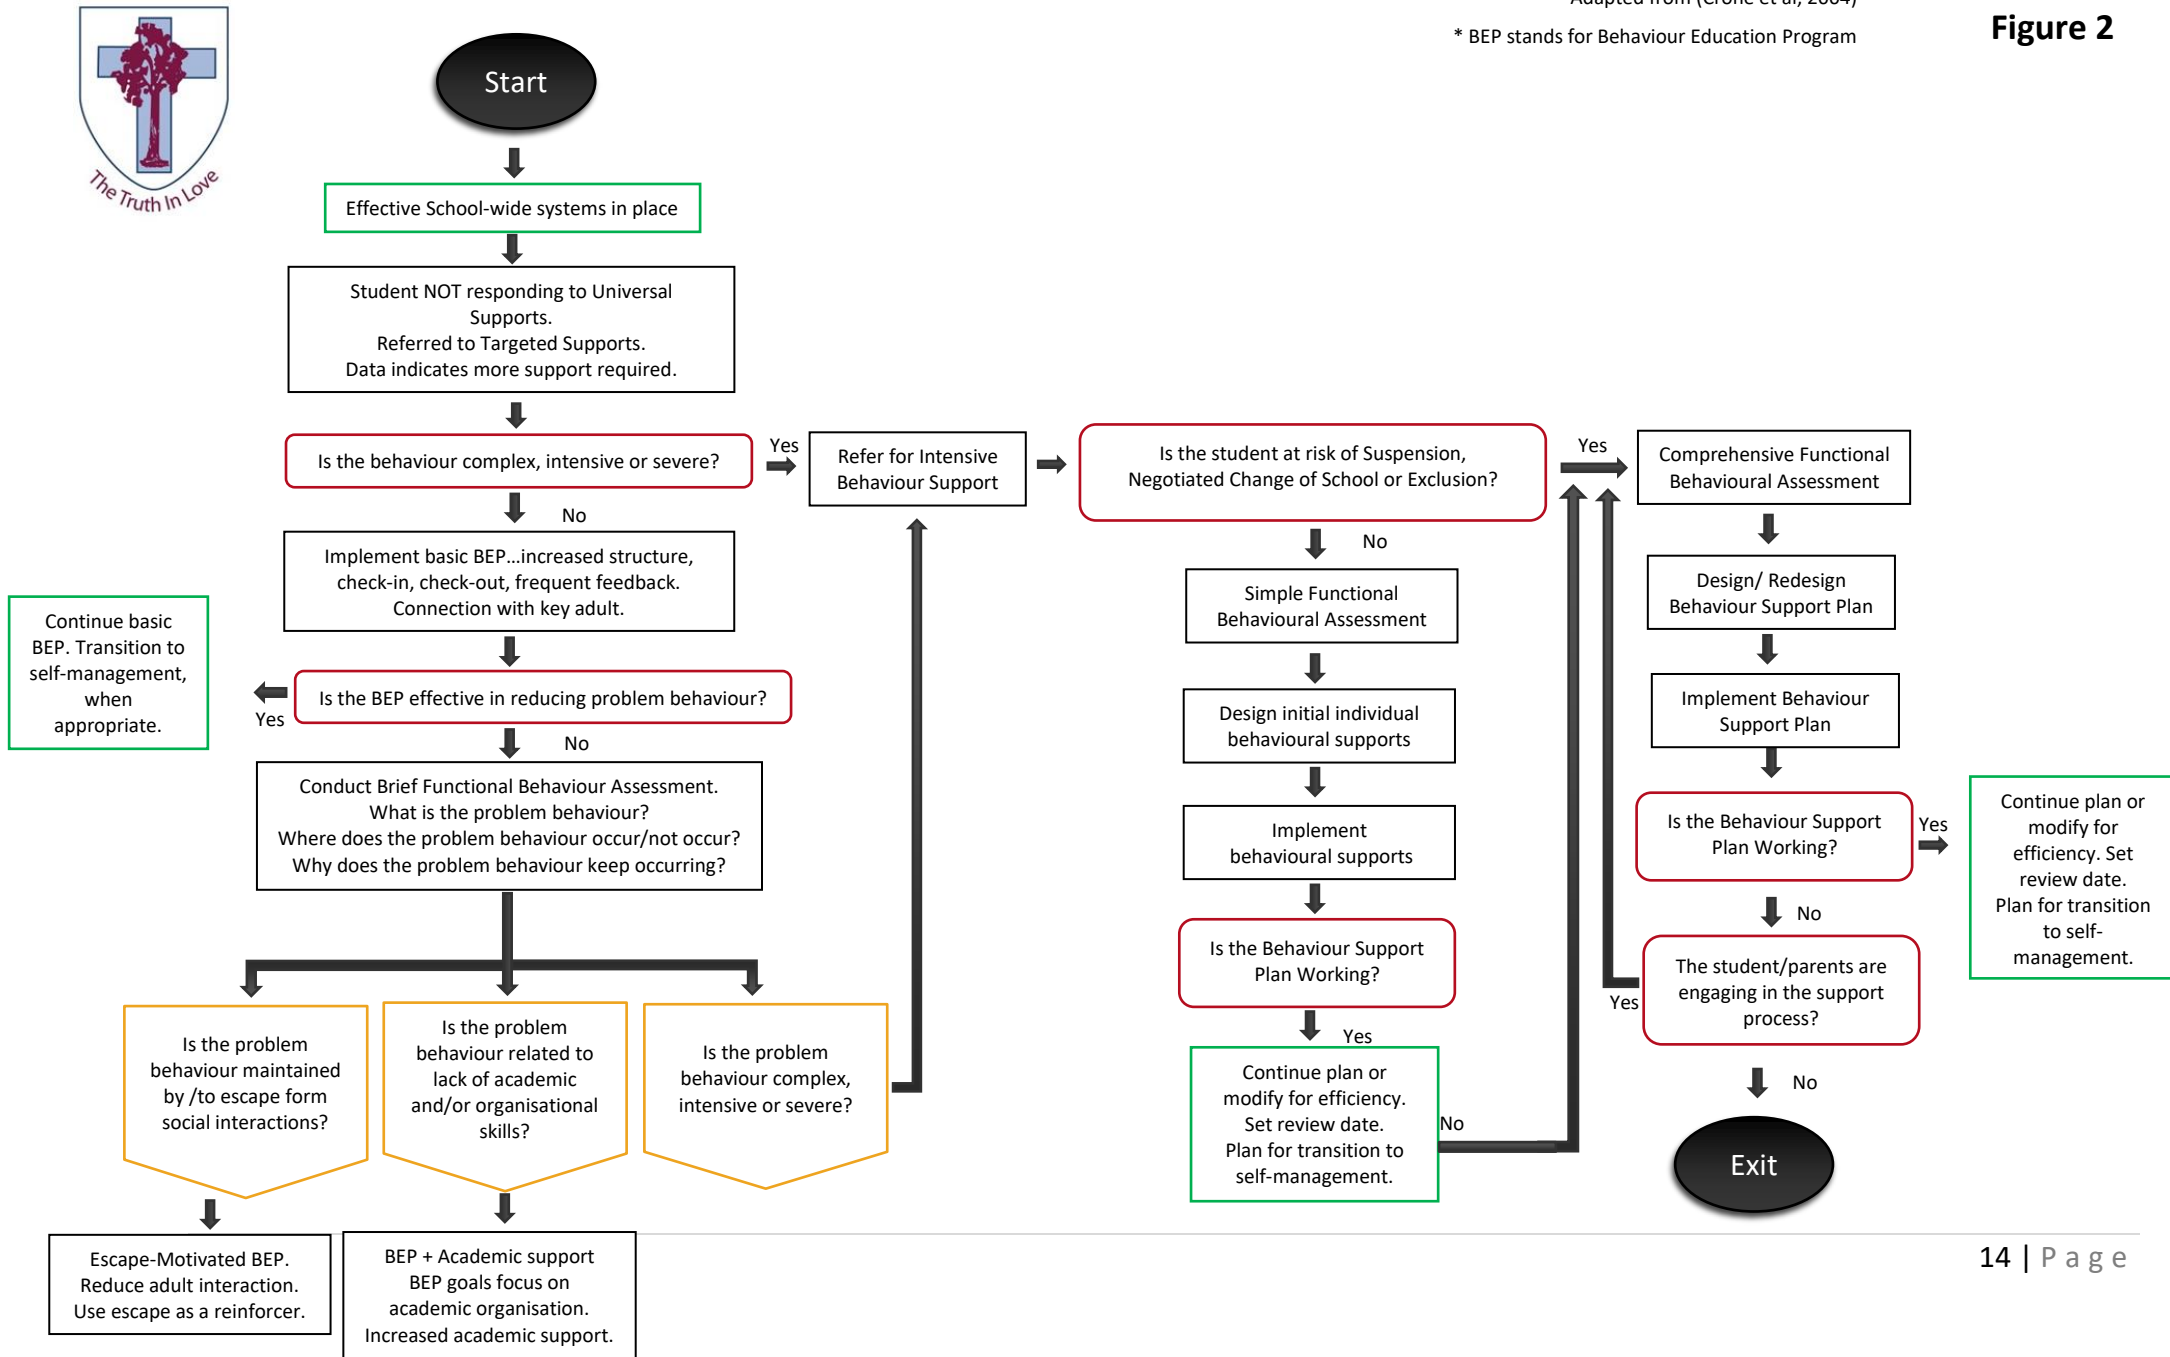 Adapted from (Crone et al, 2004)
* BEP stands for Behaviour Education Program
Figure 2
The Truth In Love
Start
Effective School-wide systems in place
Student NOT responding to Universal
Supports.
Referred to Targeted Supports.
Data indicates more support required.
Is the behaviour complex, intensive or severe?
Yes
No
Refer for Intensive
Behaviour Support
Implement basic BEP...increased structure,
check-in, check-out, frequent feedback.
Connection with key adult.
Is the BEP effective in reducing problem behaviour?
Yes
Continue basic
BEP. Transition to
self-management,
when
appropriate.
No
Conduct Brief Functional Behaviour Assessment.
What is the problem behaviour?
Where does the problem behaviour occur/not occur?
Why does the problem behaviour keep occurring?
Is the problem
behaviour maintained
by /to escape form
social interactions?
Is the problem
behaviour related to
lack of academic
and/or organisational
skills?
Is the problem
behaviour complex,
intensive or severe?
Escape-Motivated BEP.
Reduce adult interaction.
Use escape as a reinforcer.
BEP + Academic support
BEP goals focus on
academic organisation.
Increased academic support.
Is the student at risk of Suspension,
Negotiated Change of School or Exclusion?
Yes
No
Simple Functional
Behavioural Assessment
Design initial individual
behavioural supports
Implement
behavioural supports
Is the Behaviour Support
Plan Working?
Yes
Continue plan or
modify for efficiency.
Set review date.
Plan for transition to
self-management.
No
Comprehensive Functional
Behavioural Assessment
Design/ Redesign
Behaviour Support Plan
Implement Behaviour
Support Plan
Is the Behaviour Support
Plan Working?
Yes
Continue plan or
modify for
efficiency. Set
review date.
Plan for transition
to self-
management.
No
The student/parents are
engaging in the support
process?
Yes
No
Exit
14 | Page